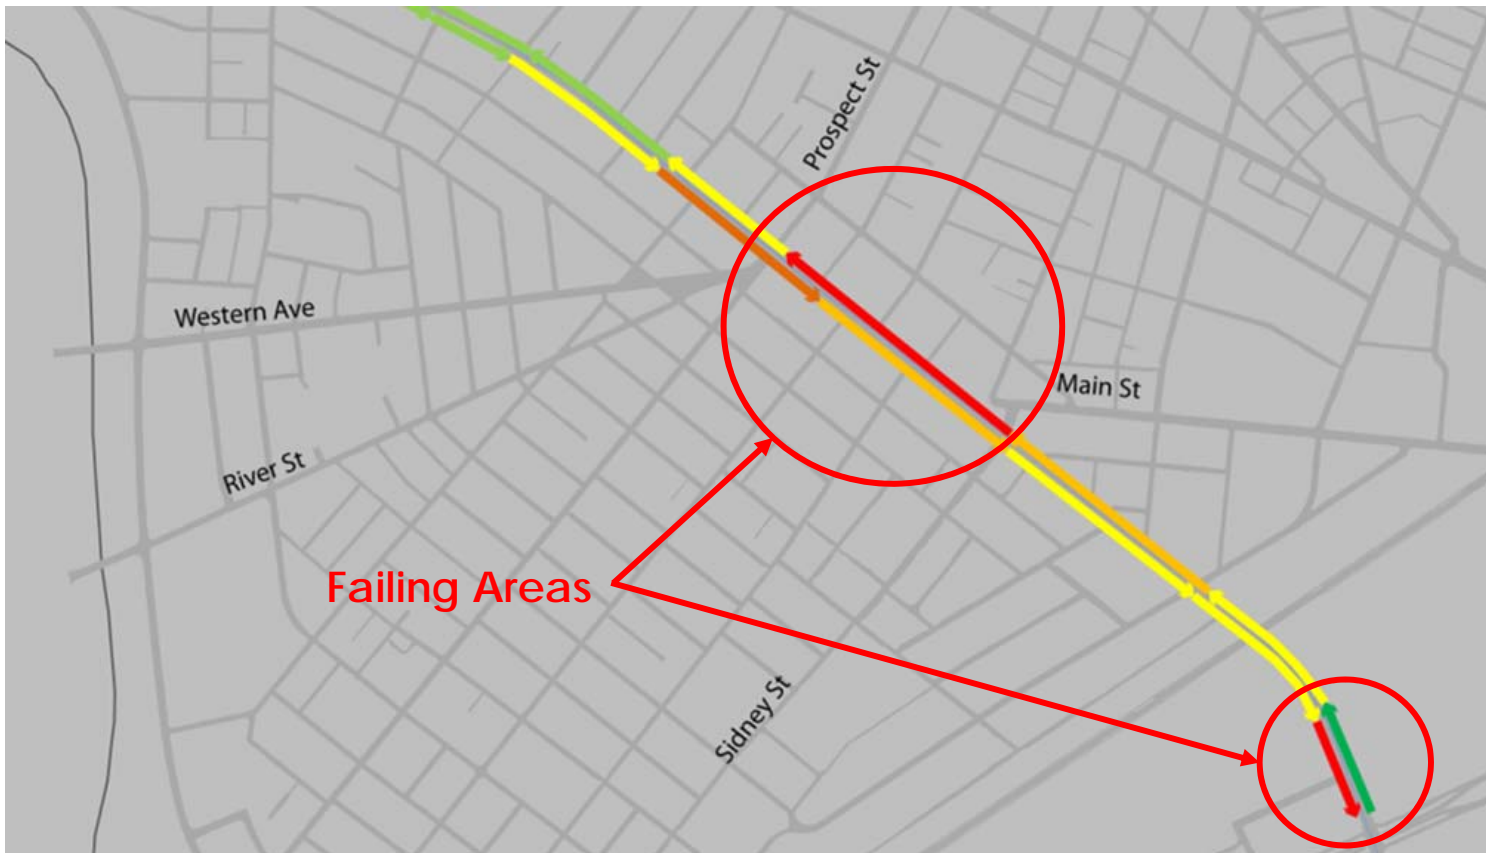 Prospect St
Western Ave
Main St
River St
Failing Areas
Sidney St